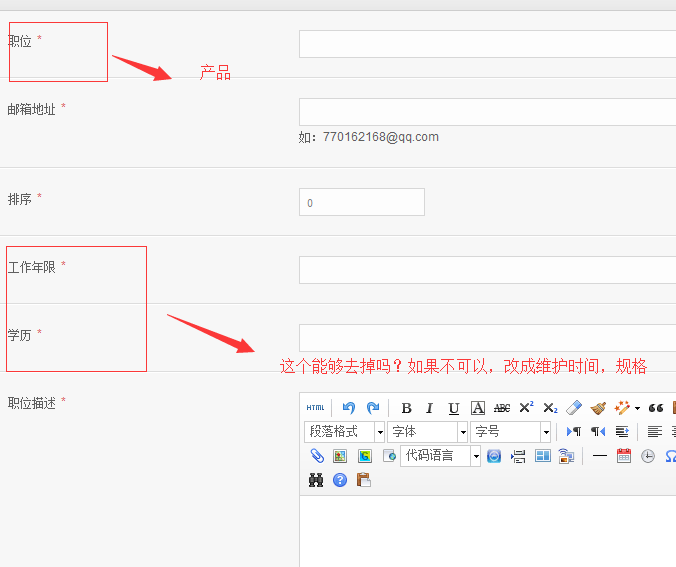 职位 *
产品
邮箱地址 *
如：770162168@qq.com
排序 *
0
工作年限 *
学历 *
这个能够去掉吗？如果不可以，改成维护时间，规格
职位描述 *
HTML B I U A ABC X² X₂
段落格式 字体 字号
代码语言